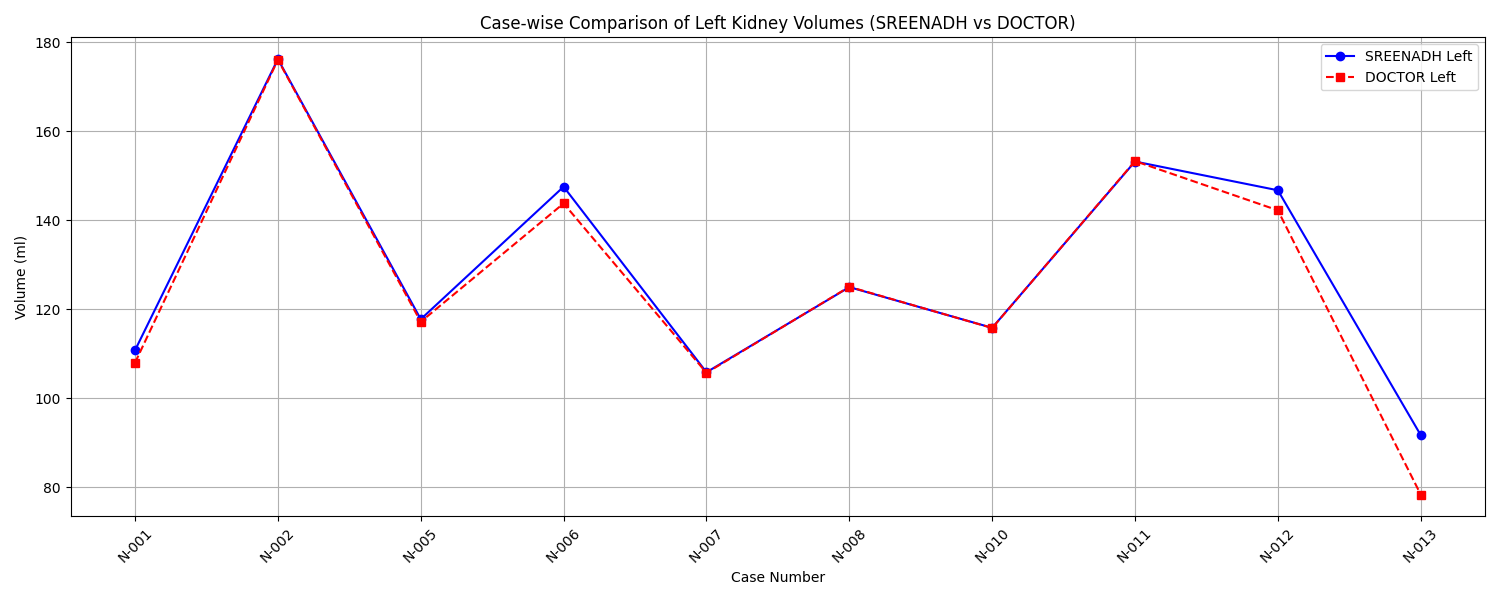 Case-wise Comparison of Left Kidney Volumes (SREENADH vs DOCTOR)
SREENADH Left
DOCTOR Left
Volume (ml)
180
160
140
120
100
80
N-001
N-002
N-005
N-006
N-007
N-008
N-010
N-011
N-012
N-013
Case Number